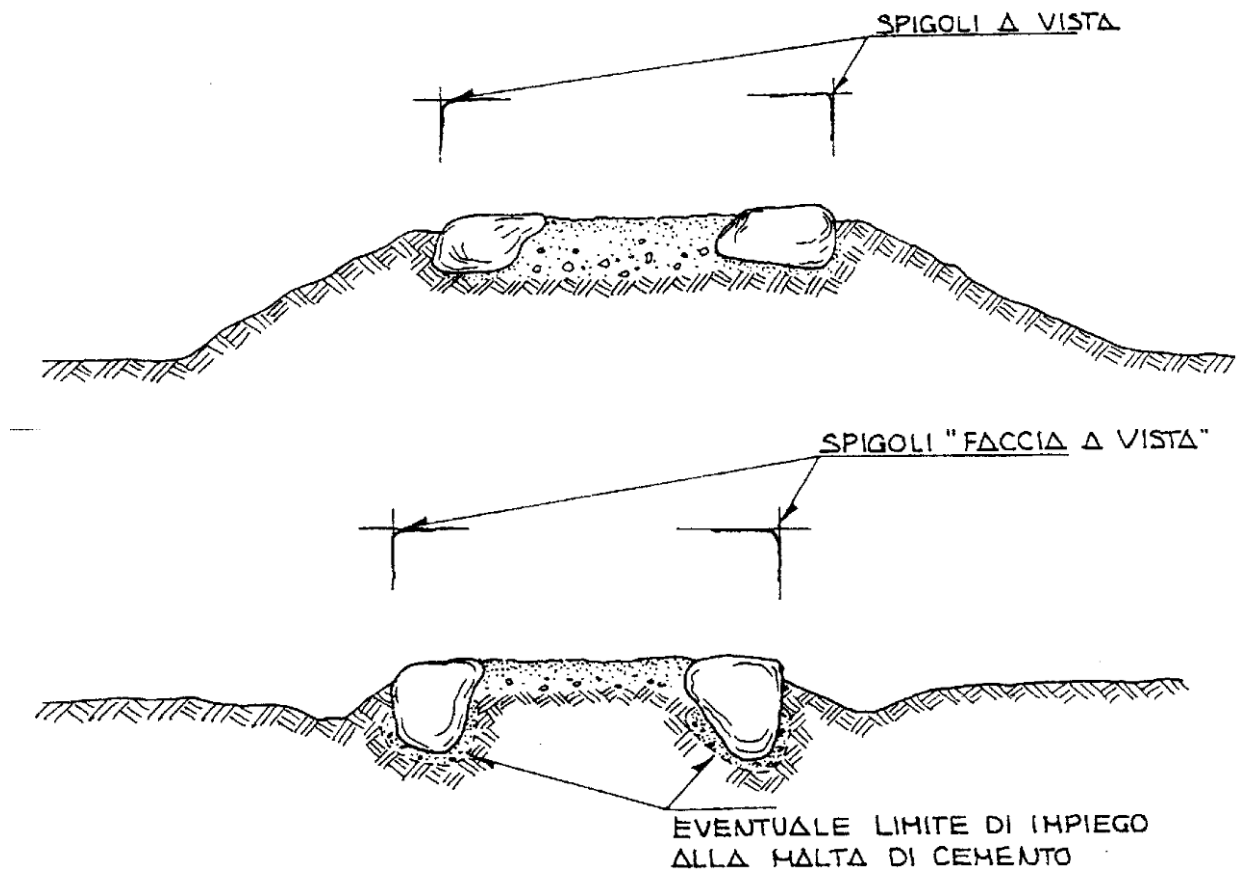 SPIGOLI A VISTA
SPIGOLI "FACCIA A VISTA"
EVENTUALE LIMITE DI IMPIEGO
ALLA MALTA DI CEMENTO